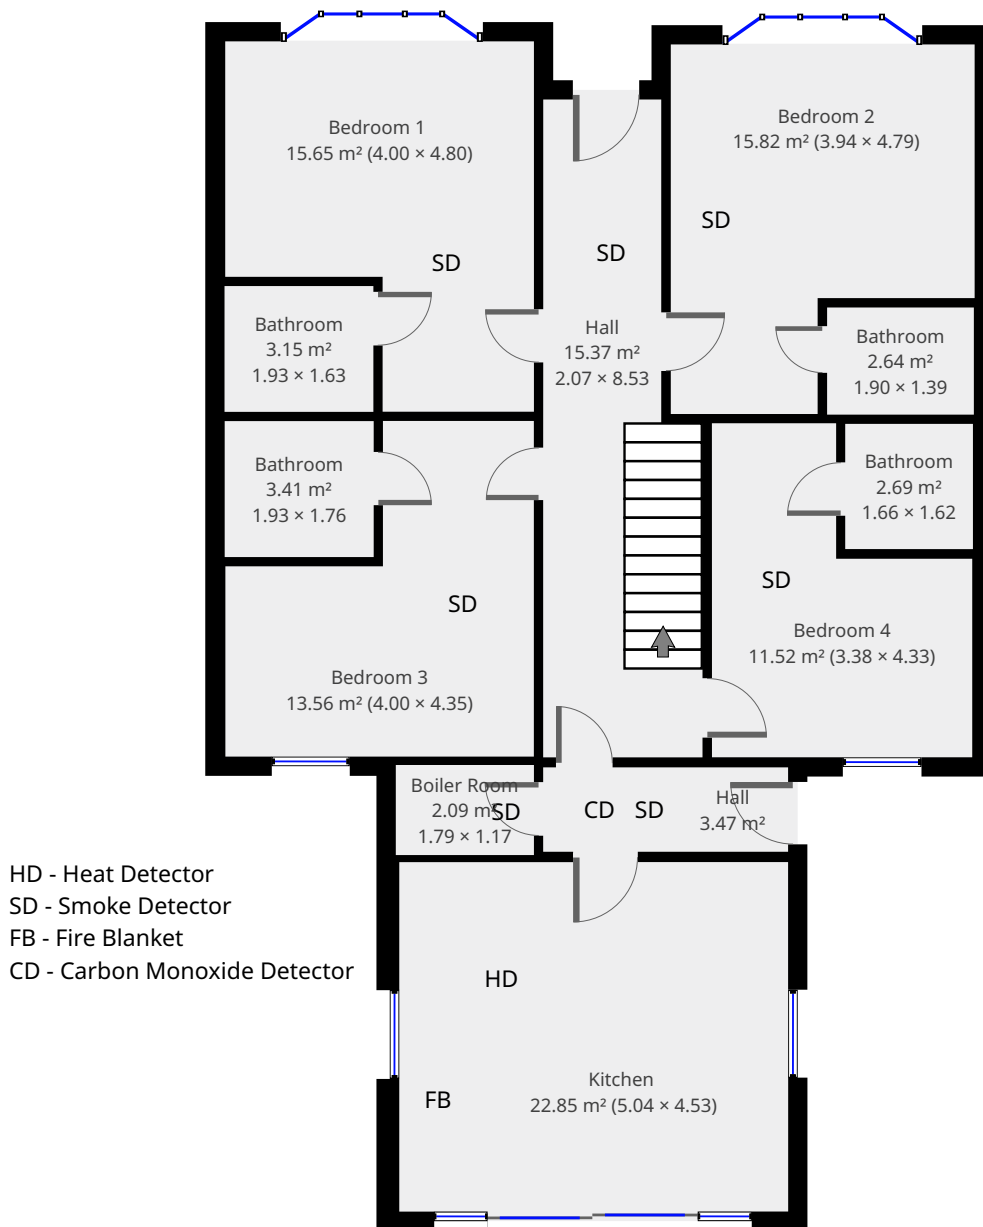 Bedroom 1
15.65 m² (4.00 × 4.80)
SD
Bedroom 2
15.82 m² (3.94 × 4.79)
SD
SD
Hall
15.37 m²
2.07 × 8.53
Bathroom
3.15 m²
1.93 × 1.63
Bathroom
2.64 m²
1.90 × 1.39
Bathroom
3.41 m²
1.93 × 1.76
Bathroom
2.69 m²
1.66 × 1.62
SD
Bedroom 3
13.56 m² (4.00 × 4.35)
SD
Bedroom 4
11.52 m² (3.38 × 4.33)
Boiler Room
2.09 m²
1.79 × 1.17
SD
CD
SD
Hall
3.47 m²
HD - Heat Detector
SD - Smoke Detector
FB - Fire Blanket
CD - Carbon Monoxide Detector
HD
FB
Kitchen
22.85 m² (5.04 × 4.53)